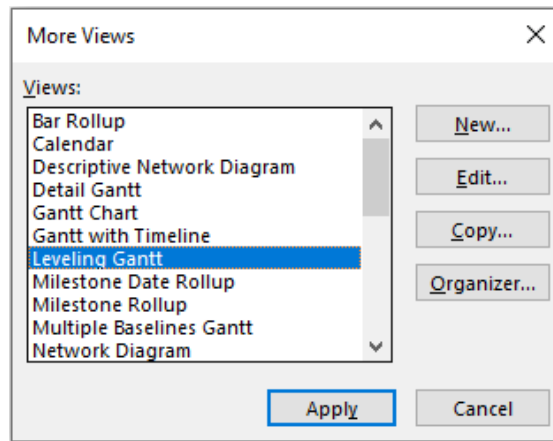 More Views
Views:
Bar Rollup
Calendar
Descriptive Network Diagram
Detail Gantt
Gantt Chart
Gantt with Timeline
Leveling Gantt
Milestone Date Rollup
Milestone Rollup
Multiple Baselines Gantt
Network Diagram
New...
Edit...
Copy...
Organizer...
Apply
Cancel